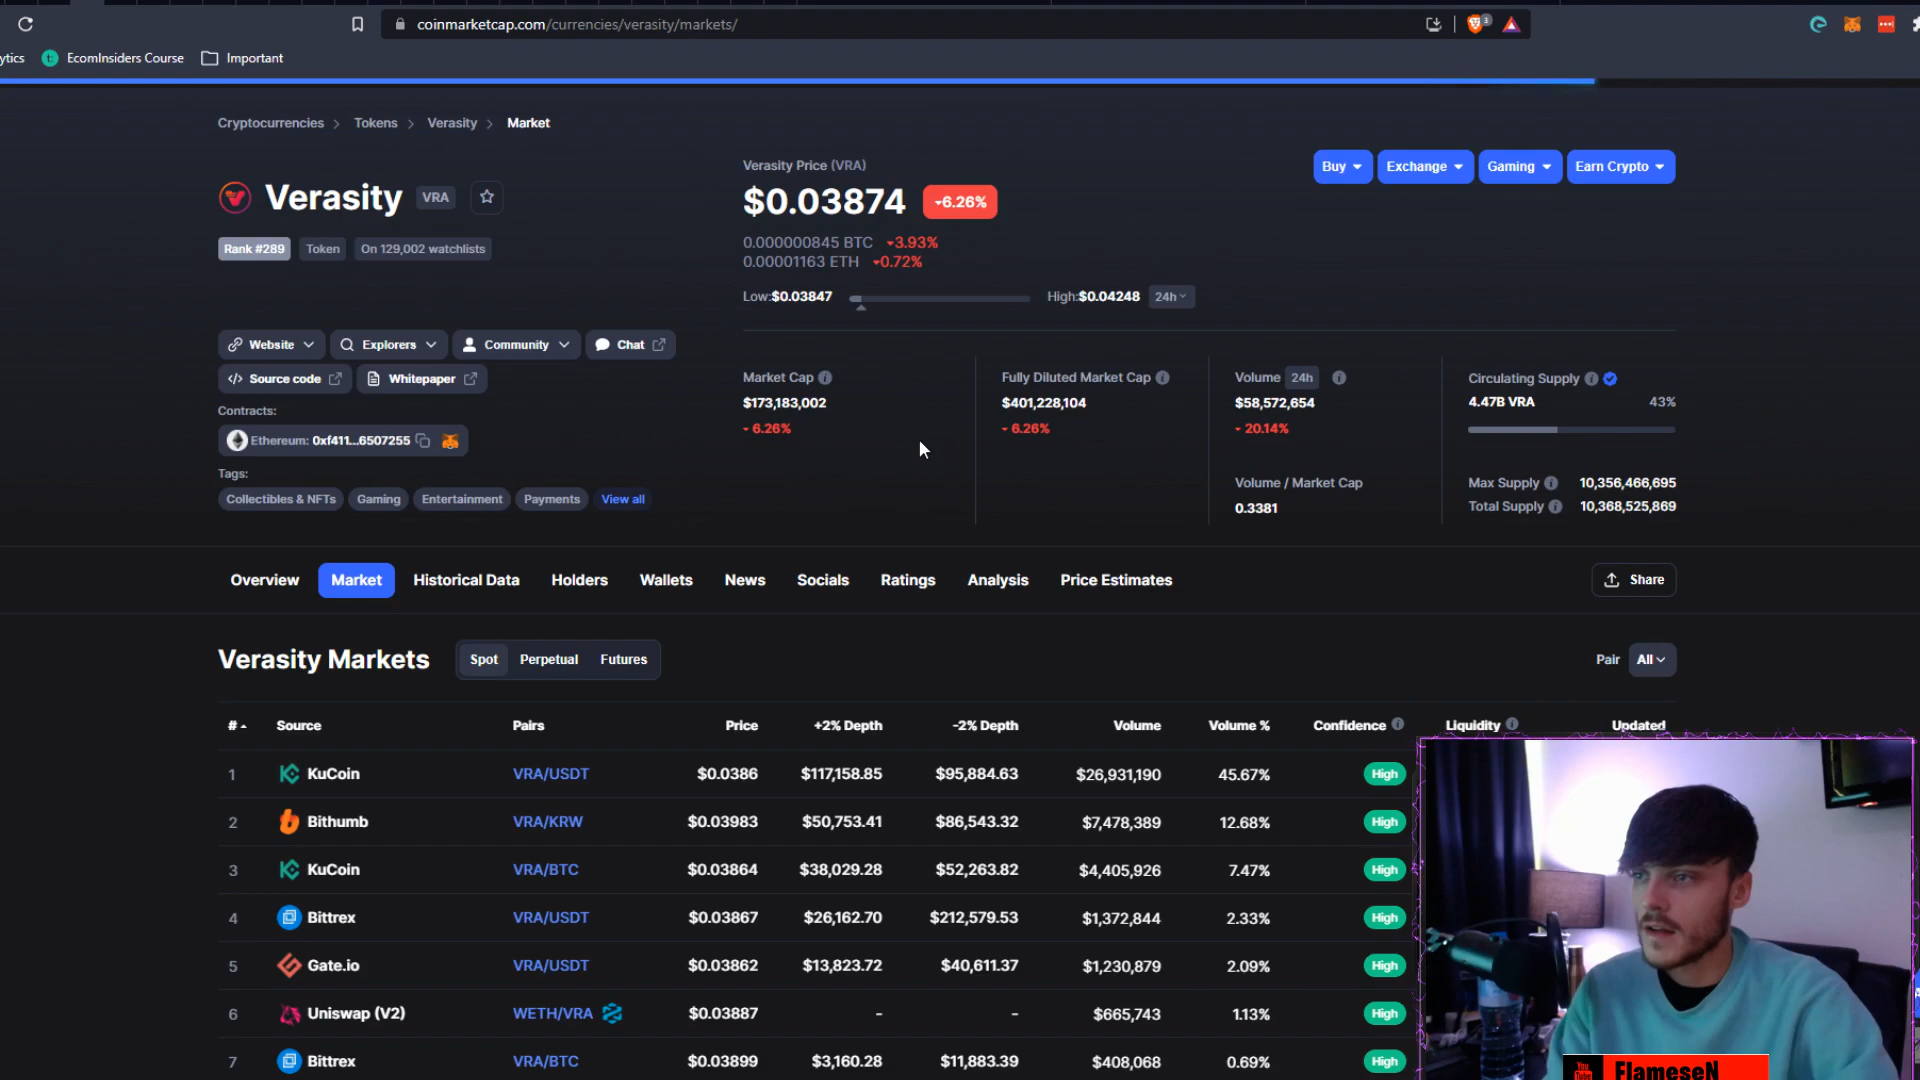 coinmarketcap.com/currencies/verasity/markets/
3
ytics
EcomInsiders Course
Important
Cryptocurrencies > Tokens > Verasity > Market
Verasity VRA
Rank #289 Token On 129,002 watchlists
Website Explorers Community Chat
Source code Whitepaper
Contracts:
Ethereum: 0xf411...6507255
Tags:
Collectibles & NFTs Gaming Entertainment Payments View all
Verasity Price (VRA)
$0.03874 6.26%
0.000000845 BTC 3.93%
0.00001163 ETH 0.72%
Low:$0.03847 High:$0.04248 24h
Buy Exchange Gaming Earn Crypto
Market Cap
$173,183,002
6.26%
Fully Diluted Market Cap
$401,228,104
6.26%
Volume 24h
$58,572,654
20.14%
Volume / Market Cap
0.3381
Circulating Supply
4.47B VRA 43%
Max Supply 10,356,466,695
Total Supply 10,368,525,869
Overview Market Historical Data Holders Wallets News Socials Ratings Analysis Price Estimates Share
Verasity Markets Spot Perpetual Futures Pair All
# Source Pairs Price +2% Depth -2% Depth Volume Volume % Confidence Liquidity Updated
1 KuCoin VRA/USDT $0.0386 $117,158.85 $95,884.63 $26,931,190 45.67% High
2 Bithumb VRA/KRW $0.03983 $50,753.41 $86,543.32 $7,478,389 12.68% High
3 KuCoin VRA/BTC $0.03864 $38,029.28 $52,263.82 $4,405,926 7.47% High
4 Bittrex VRA/USDT $0.03867 $26,162.70 $212,579.53 $1,372,844 2.33% High
5 Gate.io VRA/USDT $0.03862 $13,823.72 $40,611.37 $1,230,879 2.09% High
6 Uniswap (V2) WETH/VRA $0.03887 - - $665,743 1.13% High
7 Bittrex VRA/BTC $0.03899 $3,160.28 $11,883.39 $408,068 0.69% High
You
FlameseN